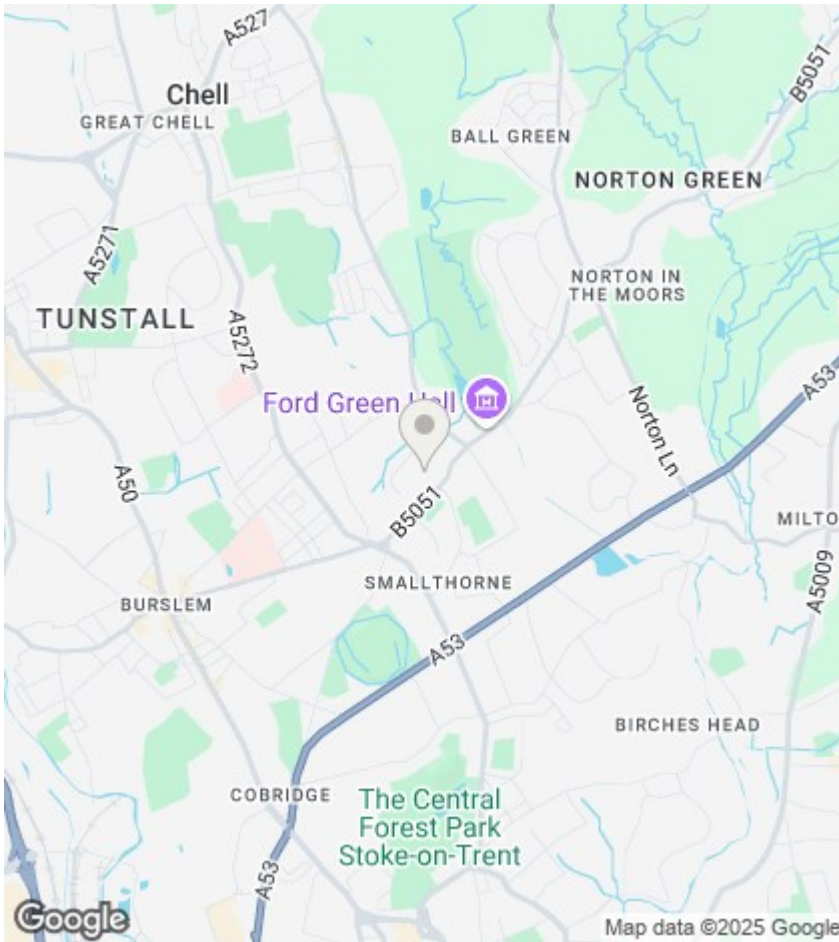 A527
B5051
Chell
GREAT CHELL
BALL GREEN
NORTON GREEN
A5271
NORTON IN
THE MOORS
TUNSTALL
A5272
A53
Ford Green Hall
Norton Ln
A50
B5051
MILTO
SMALLTHORNE
A5009
BURSLEM
A53
BIRCHES HEAD
COBRIDGE
The Central
Forest Park
Stoke-on-Trent
A53
Google
Map data ©2025 Google